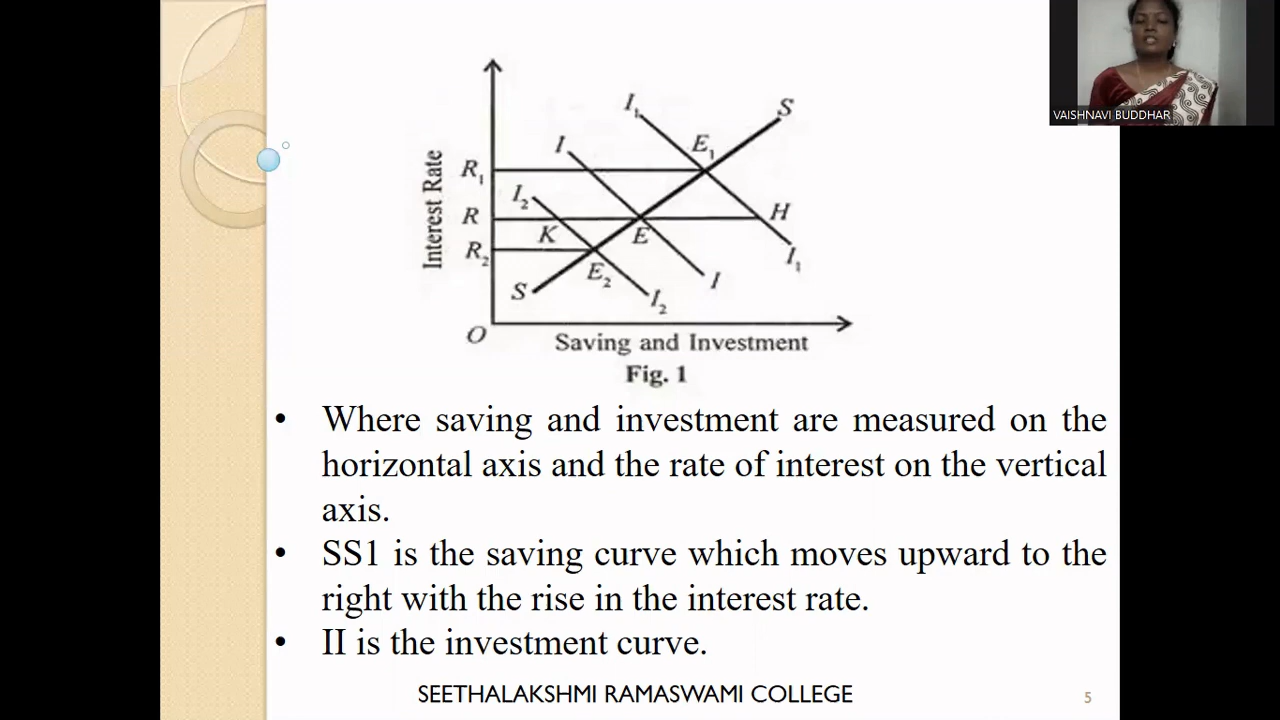 VAISHNAVI BUDDHAR
I₁
S
I
E₁
R₁
I₂
H
R
K
E
Interest Rate
R₂
I₁
E₂
I
S
I₂
O
Saving and Investment
Fig. 1
• Where saving and investment are measured on the
horizontal axis and the rate of interest on the vertical
axis.
• SS1 is the saving curve which moves upward to the
right with the rise in the interest rate.
• II is the investment curve.
SEETHALAKSHMI RAMASWAMI COLLEGE
5